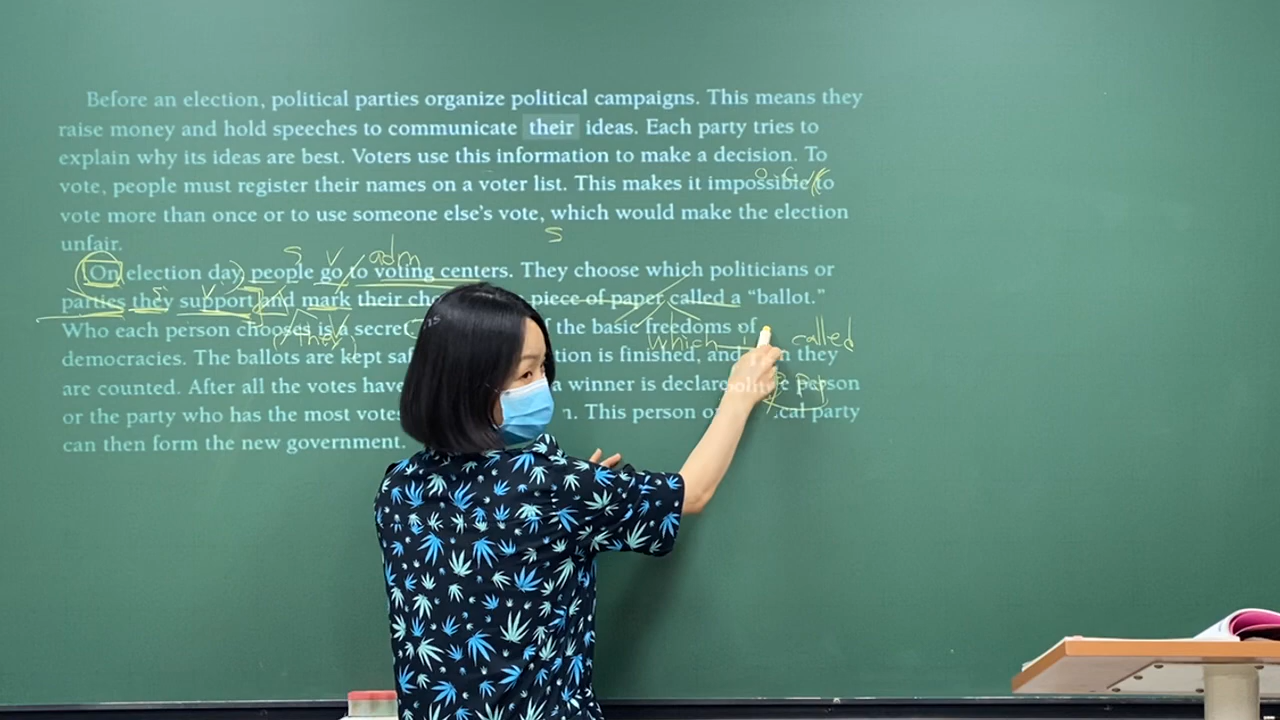 Before an election, political parties organize political campaigns. This means they
raise money and hold speeches to communicate their ideas. Each party tries to
explain why its ideas are best. Voters use this information to make a decision. To
vote, people must register their names on a voter list. This makes it impossible to
vote more than once or to use someone else's vote, which would make the election
unfair.
S
S V adm
On election day, people go to voting centers. They choose which politicians or
S V
parties they support and mark their piece of paper called a "ballot."
Who each person chooses is a secret of the basic freedoms of
(they) which called
democracies. The ballots are kept is finished, and they
are counted. After all the votes have a winner is declared person
P.P
or the party who has the most votes This person party
can then form the new government.